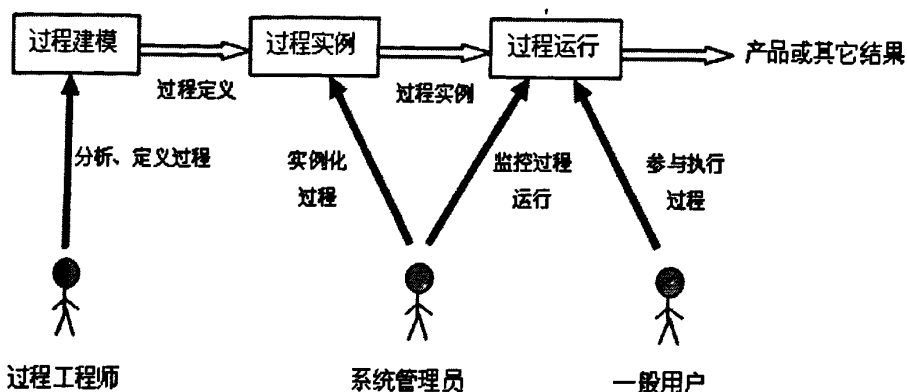 过程建模
过程实例
过程运行
产品或其它结果
过程定义
过程实例
分析、定义过程
实例化
过程
监控过程
运行
参与执行
过程
过程工程师
系统管理员
一般用户